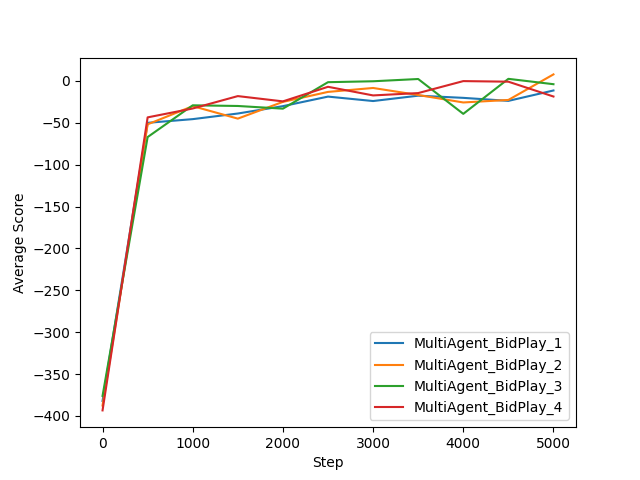 0
−50
−100
−150
−200
−250
−300
−350
−400
Average Score
MultiAgent_BidPlay_1
MultiAgent_BidPlay_2
MultiAgent_BidPlay_3
MultiAgent_BidPlay_4
0 1000 2000 3000 4000 5000
Step